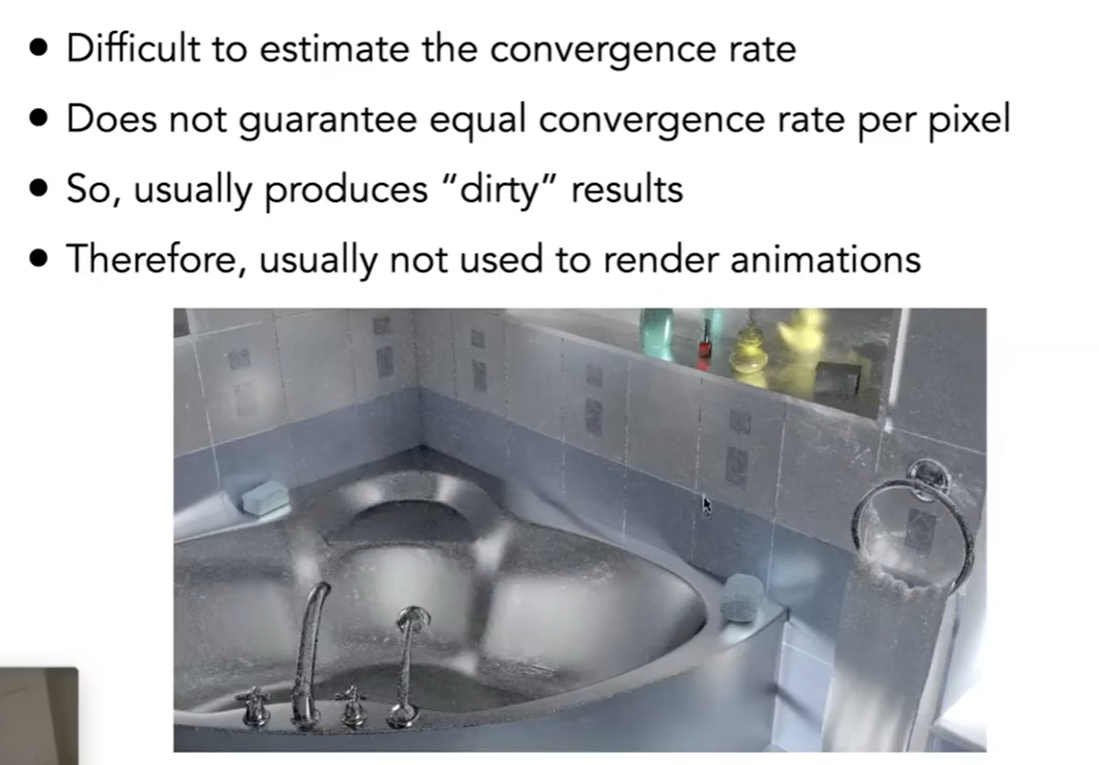 • Difficult to estimate the convergence rate
• Does not guarantee equal convergence rate per pixel
• So, usually produces “dirty” results
• Therefore, usually not used to render animations